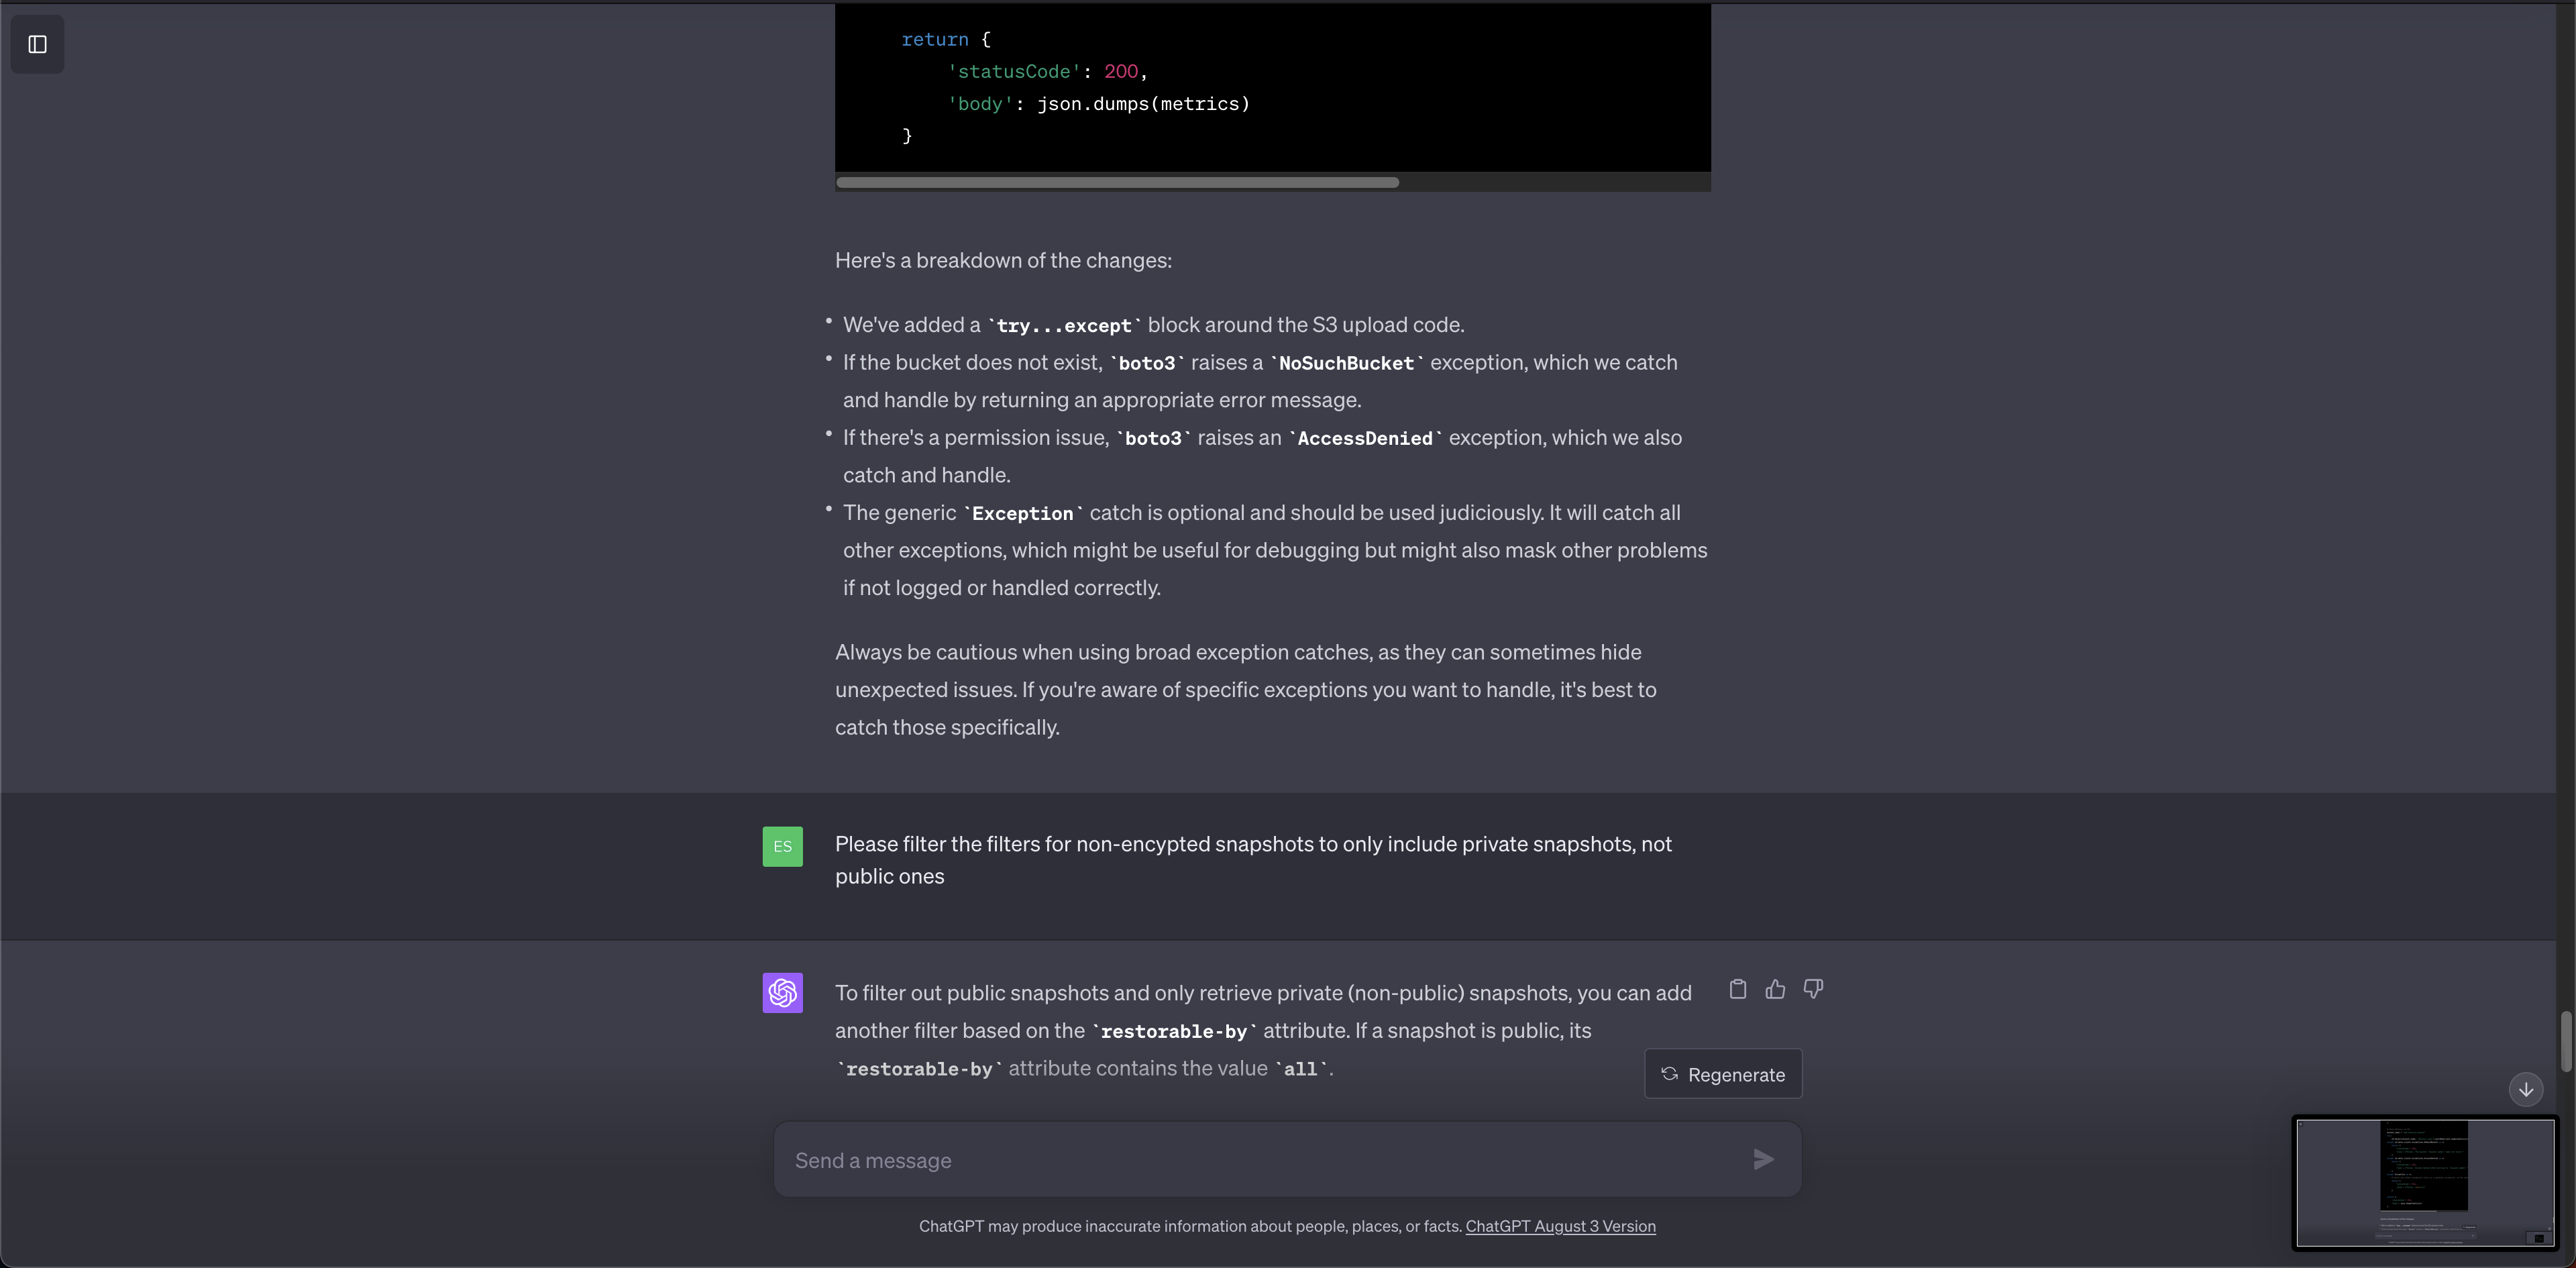 return {
'statusCode': 200,
'body': json.dumps(metrics)
}
Here's a breakdown of the changes:
• We've added a `try...except` block around the S3 upload code.
• If the bucket does not exist, `boto3` raises a `NoSuchBucket` exception, which we catch
and handle by returning an appropriate error message.
• If there's a permission issue, `boto3` raises an `AccessDenied` exception, which we also
catch and handle.
• The generic `Exception` catch is optional and should be used judiciously. It will catch all
other exceptions, which might be useful for debugging but might also mask other problems
if not logged or handled correctly.
Always be cautious when using broad exception catches, as they can sometimes hide
unexpected issues. If you're aware of specific exceptions you want to handle, it's best to
catch those specifically.
ES
Please filter the filters for non-encypted snapshots to only include private snapshots, not
public ones
To filter out public snapshots and only retrieve private (non-public) snapshots, you can add
another filter based on the `restorable-by` attribute. If a snapshot is public, its
`restorable-by` attribute contains the value `all`.
Regenerate
Send a message
ChatGPT may produce inaccurate information about people, places, or facts. ChatGPT August 3 Version